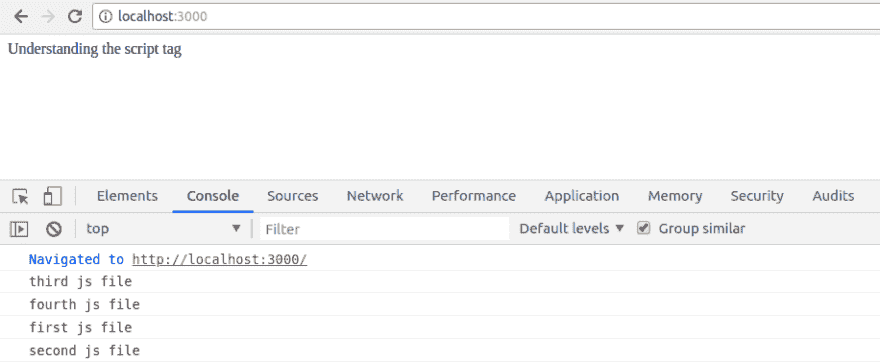 localhost:3000
Understanding the script tag
Elements Console Sources Network Performance Application Memory Security Audits
top Filter Default levels Group similar
Navigated to http://localhost:3000/
third js file
fourth js file
first js file
second js file